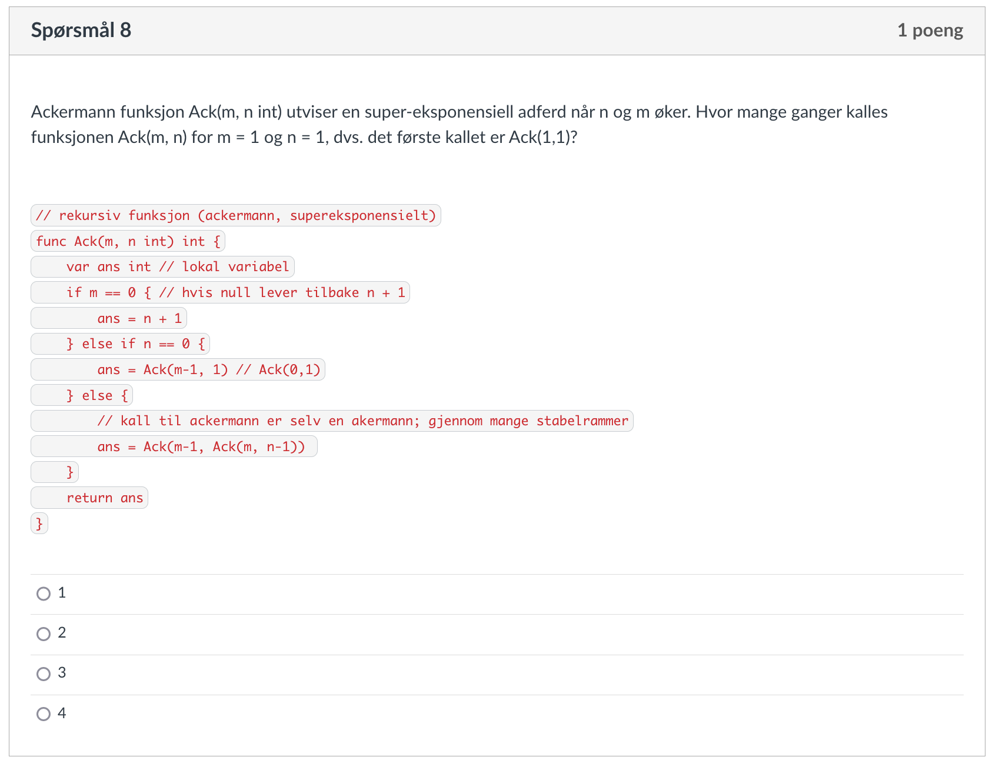 Spørsmål 8
1 poeng
Ackermann funksjon Ack(m, n int) utviser en super-eksponensiell adferd når n og m øker. Hvor mange ganger kalles
funksjonen Ack(m, n) for m = 1 og n = 1, dvs. det første kallet er Ack(1,1)?
// rekursiv funksjon (ackermann, supereksponensielt)
func Ack(m, n int) int {
    var ans int // lokal variabel
    if m == 0 { // hvis null lever tilbake n + 1
        ans = n + 1
    } else if n == 0 {
        ans = Ack(m-1, 1) // Ack(0,1)
    } else {
        // kall til ackermann er selv en akermann; gjennom mange stabelrammer
        ans = Ack(m-1, Ack(m, n-1))
    }
    return ans
}
1
2
3
4